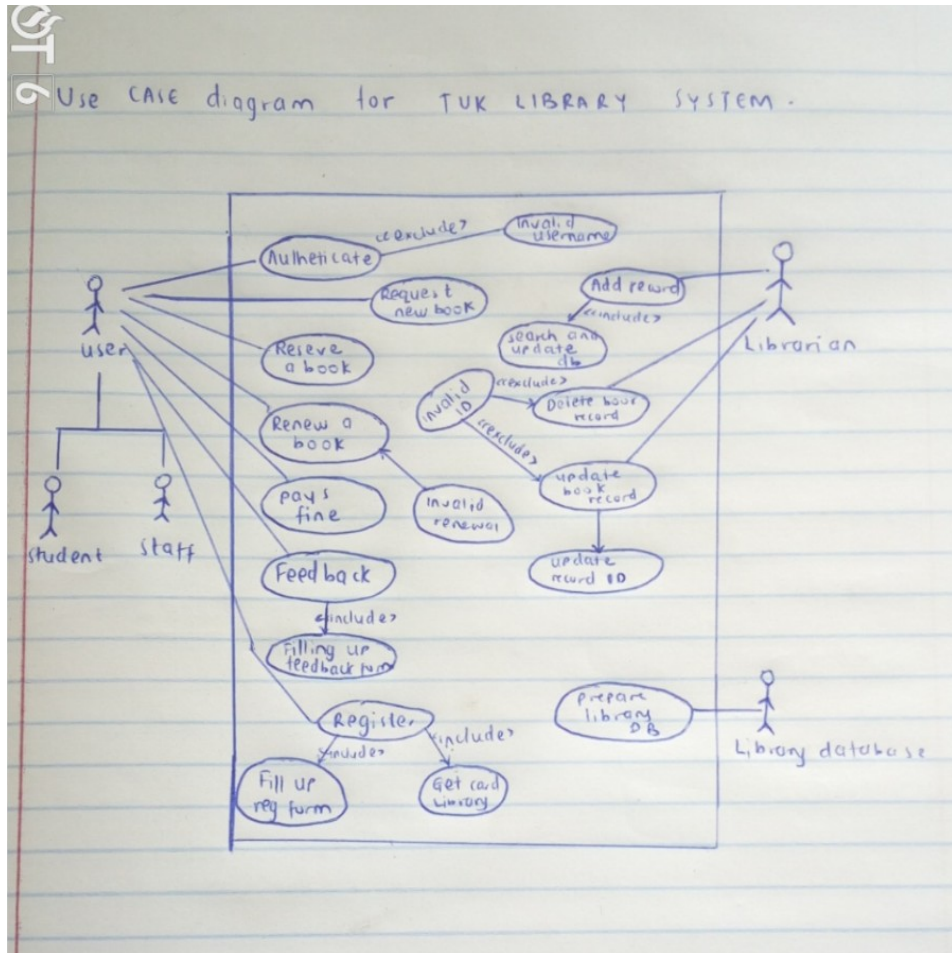 OT 6
Use CASE diagram for TUK LIBRARY SYSTEM.
<<exclude>
Invalid
username
Autheticate
Request
new book
Add record
<<include>
search and
update
db
user
Reseve
a book
Librarian
Invalid
ID
<<exclude>
Delete
record
Renew a
book
<<exclude>
update
book
record
pays
fine
Invalid
renewal
student
staff
Feedback
update
record ID
<include>
Filling up
feedback form
prepare
library
DB
Register
<include>
<include>
Library database
Fill up
reg form
Get card
Library